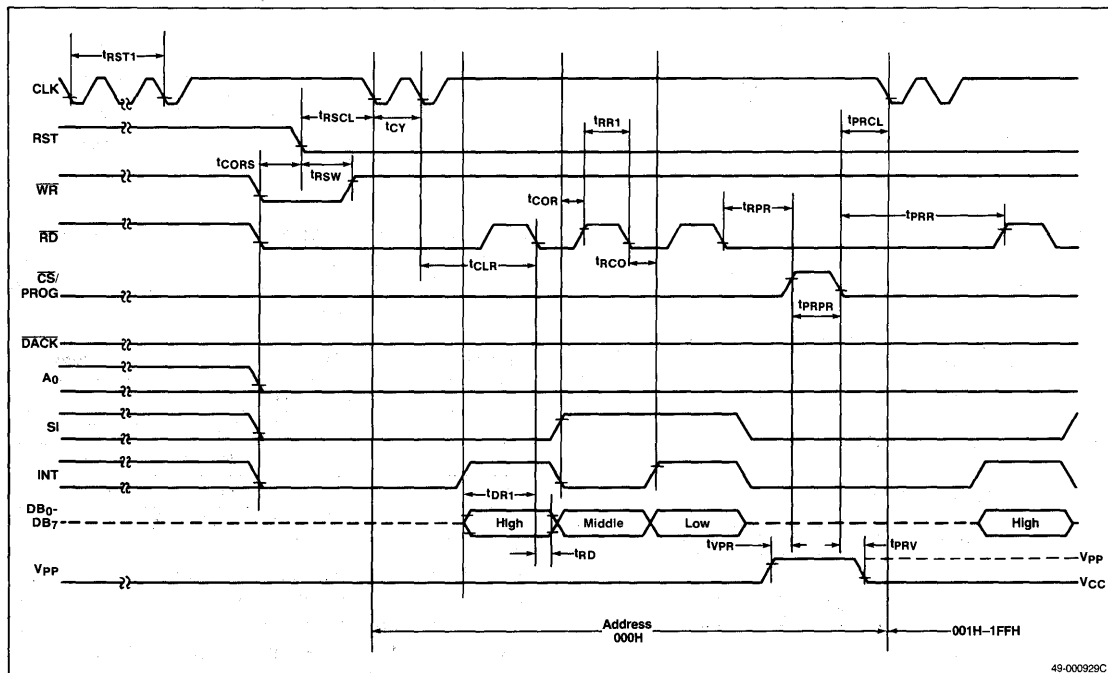 tRST1
CLK
tRSCL
tCY
tRR1
tPRCL
RST
tCORS
tRSW
WR
tCOR
tRPR
tPRR
RD
tCLR
tRCO
CS/
PROG
tPRPR
DACK
A0
SI
INT
tDR1
DB0-
DB7
High
Middle
Low
High
tRD
tVPR
tPRV
VPP
VPP
VCC
Address
000H
001H–1FFH
49-000929C